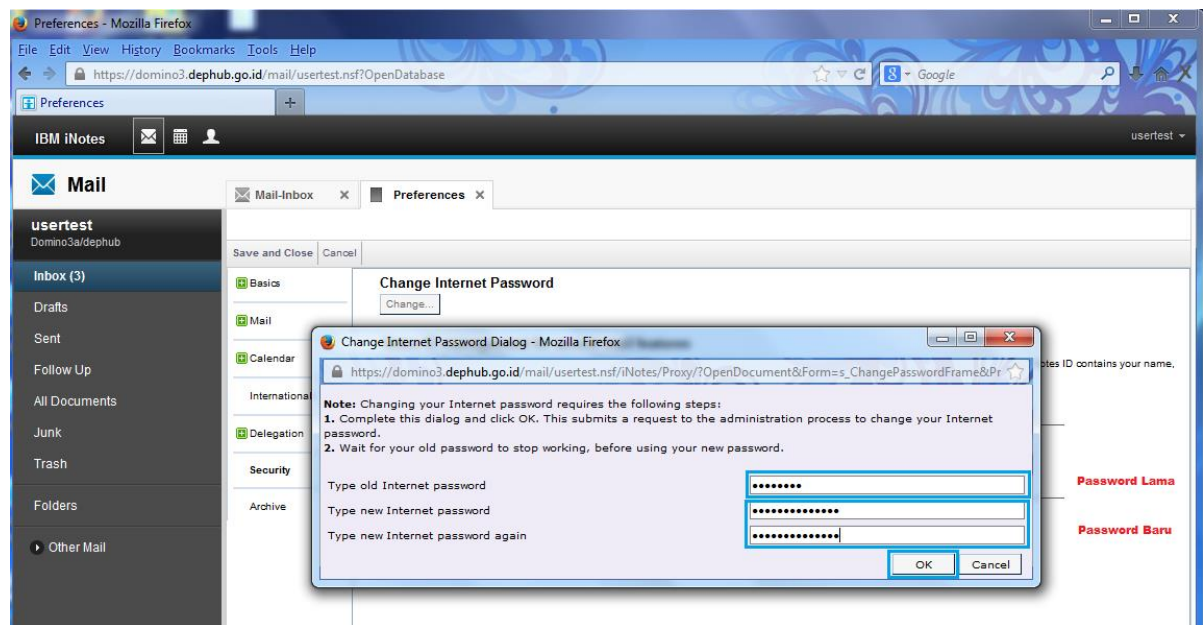 Preferences - Mozilla Firefox
File Edit View History Bookmarks Tools Help
https://domino3.dephub.go.id/mail/usertest.nsf?OpenDatabase
Google
Preferences
IBM iNotes
usertest
Mail
Mail-Inbox
Preferences
usertest
Domino3a/dephub
Save and Close Cancel
Inbox (3)
Drafts
Sent
Follow Up
All Documents
Junk
Trash
Folders
Other Mail
Basics
Mail
Calendar
International
Delegation
Security
Archive
Change Internet Password
Change...
ID contains your name,
Change Internet Password Dialog - Mozilla Firefox
https://domino3.dephub.go.id/mail/usertest.nsf/iNotes/Proxy/?OpenDocument&Form=s_ChangePasswordFrame&Pr
Note: Changing your Internet password requires the following steps:
1. Complete this dialog and click OK. This submits a request to the administration process to change your Internet
password.
2. Wait for your old password to stop working, before using your new password.
Type old Internet password
Type new Internet password
Type new Internet password again
OK Cancel
Password Lama
Password Baru